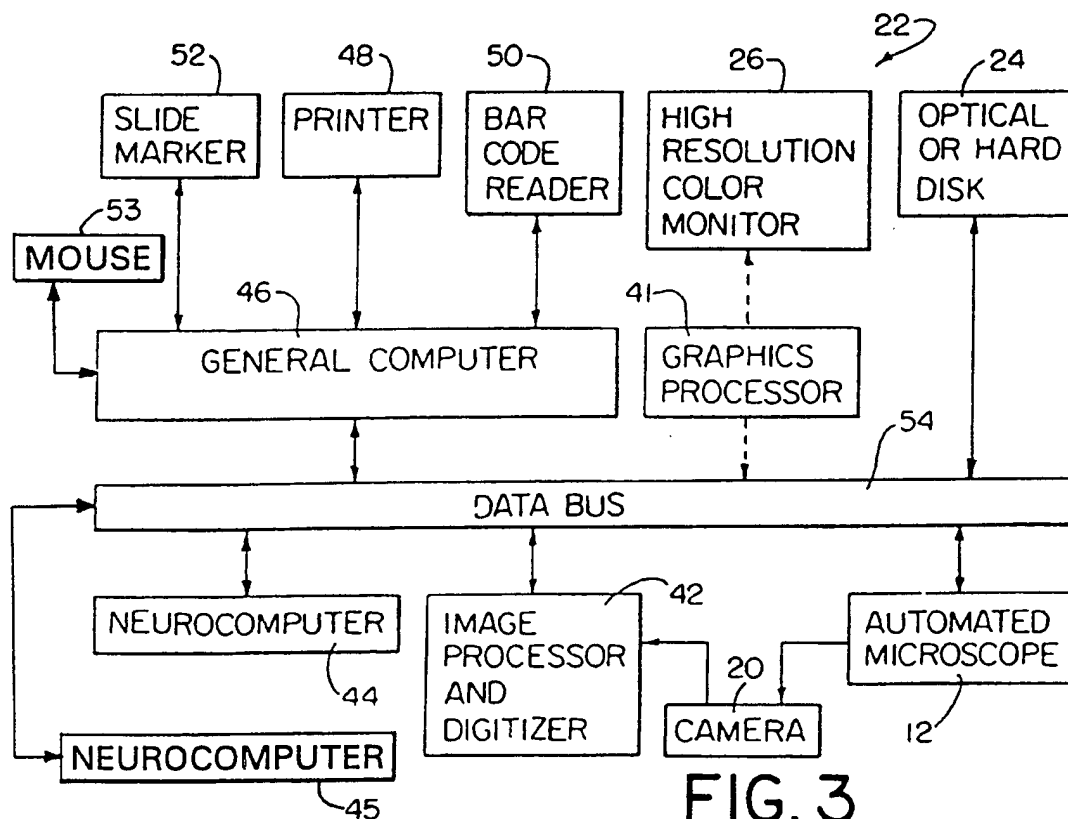 22
52
48
50
26
24
SLIDE
MARKER
PRINTER
BAR
CODE
READER
HIGH
RESOLUTION
COLOR
MONITOR
OPTICAL
OR HARD
DISK
53
MOUSE
46
GENERAL COMPUTER
41
GRAPHICS
PROCESSOR
54
DATA BUS
NEUROCOMPUTER
44
NEUROCOMPUTER
45
42
IMAGE
PROCESSOR
AND
DIGITIZER
20
CAMERA
AUTOMATED
MICROSCOPE
12
FIG. 3